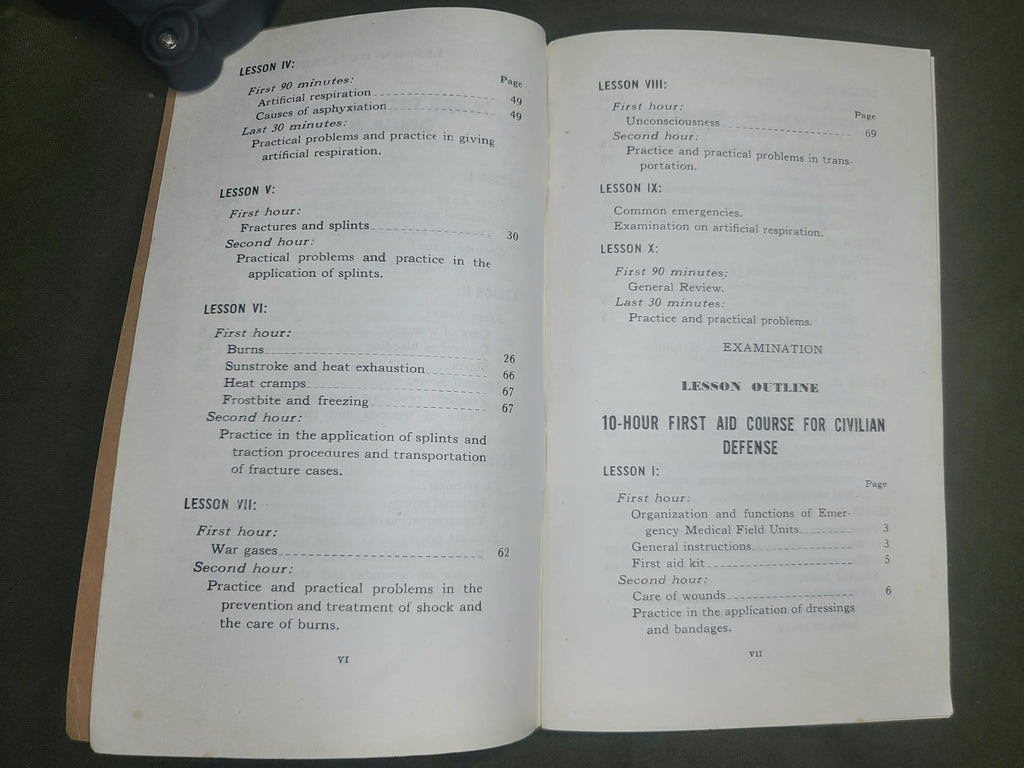 LESSON IV:
Page
First 90 minutes:
Artificial respiration 49
Causes of asphyxiation 49
Last 30 minutes:
Practical problems and practice in giving
artificial respiration.
LESSON V:
First hour:
Fractures and splints 30
Second hour:
Practical problems and practice in the
application of splints.
LESSON VI:
First hour:
Burns 26
Sunstroke and heat exhaustion 66
Heat cramps 67
Frostbite and freezing 67
Second hour:
Practice in the application of splints and
traction procedures and transportation
of fracture cases.
LESSON VII:
First hour:
War gases 62
Second hour:
Practice and practical problems in the
prevention and treatment of shock and
the care of burns.
VI
LESSON VIII:
First hour:
Page
Unconsciousness 69
Second hour:
Practice and practical problems in trans-
portation.
LESSON IX:
Common emergencies.
Examination on artificial respiration.
LESSON X:
First 90 minutes:
General Review.
Last 30 minutes:
Practice and practical problems.
EXAMINATION
LESSON OUTLINE
10-HOUR FIRST AID COURSE FOR CIVILIAN
DEFENSE
LESSON I:
Page
First hour:
Organization and functions of Emer-
gency Medical Field Units 3
General instructions 3
First aid kit 5
Second hour:
Care of wounds 6
Practice in the application of dressings
and bandages.
VII